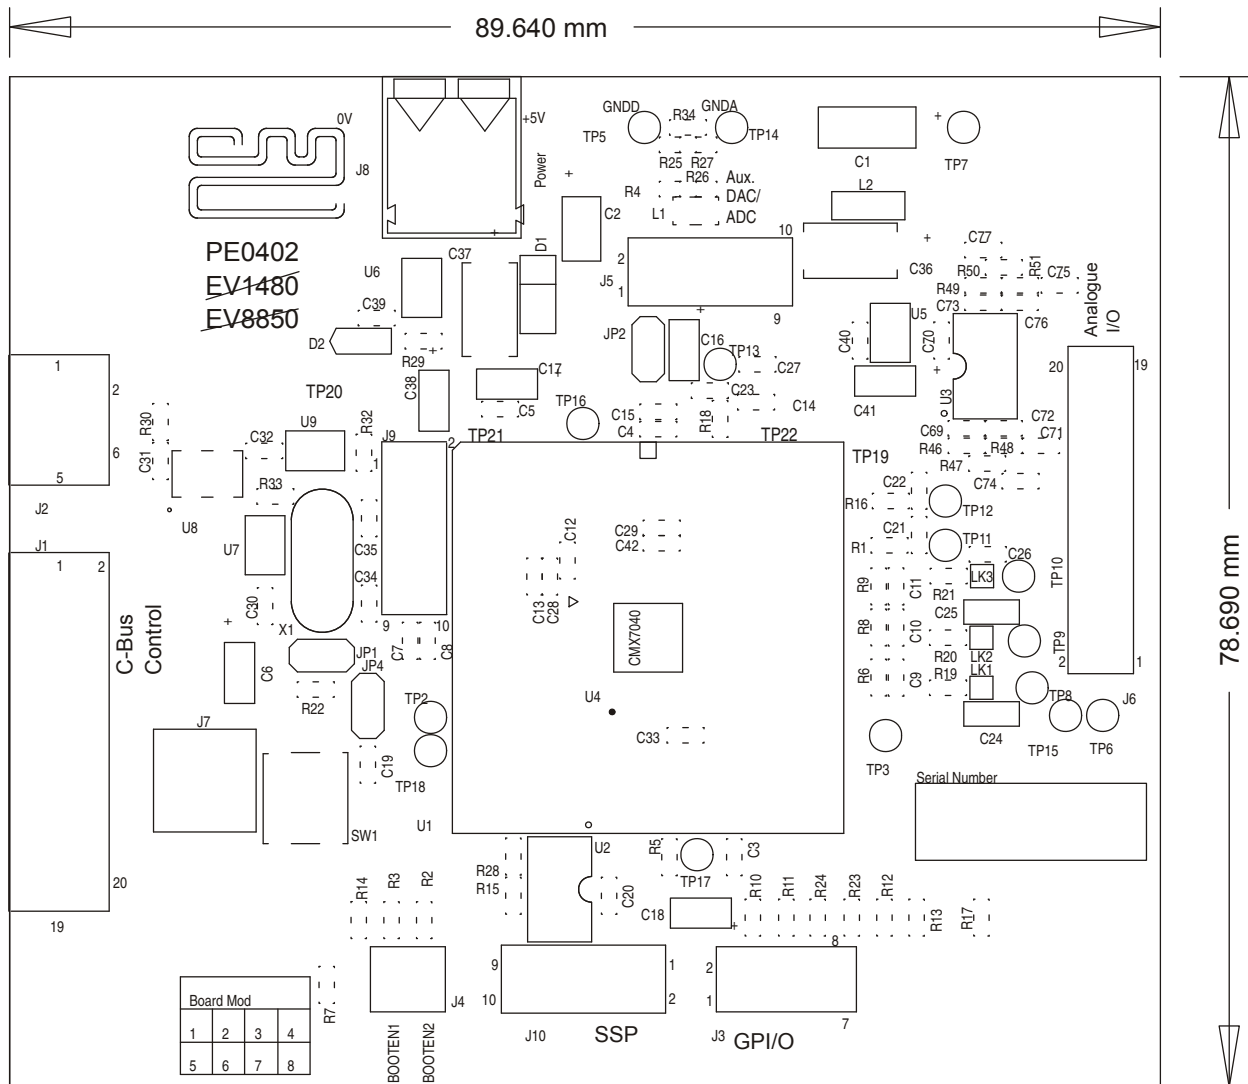 89.640 mm
78.690 mm
GNDD
R34
GNDA
TP5
TP14
+
TP7
C1
0V
+5V
J8
Power
R25 R27
R26
Aux.
DAC/
ADC
R4
L1
+
C2
L2
PE0402
EV1480
EV8850
U6
C37
+
D1
10
2
1
J5
9
+
C36
C77
R50
R51
C75
R49
C73
C76
Analogue
I/O
C39
D2
R29
+
C38
C17
+
C5
JP2
+
C16
TP13
C27
C23
C14
C40
U5
C70
+
C41
U3
20
19
1
2
6
5
J2
TP20
R30
C31
C32
U9
R32
J9
1
2
TP21
TP16
C15
C4
R18
TP22
C69
R46
R48
C72
C71
R47
C74
TP19
C22
R16
TP12
C21
R1
TP11
C26
R33
U8
U7
C35
C34
C12
C29
C42
C13
C28
R9
C11
R21
LK3
C25
TP10
J1
1
2
C-Bus
Control
C30
X1
9
10
C7
C8
CMX7040
R8
C10
R20
LK2
TP9
2
1
+
C6
JP1
JP4
R22
TP2
U4
R6
C9
R19
LK1
TP8
J6
C24
TP15
TP6
J7
C19
TP18
C33
TP3
SW1
U1
Serial Number
20
19
R28
R15
U2
C20
R5
TP17
C3
R14
R3
R2
C18
+
R10
R11
R24
R23
R12
R13
R17
9
10
1
2
J10
SSP
2
1
8
7
J3
GPI/O
Board Mod
1 2 3 4
5 6 7 8
R7
J4
BOOTEN1
BOOTEN2